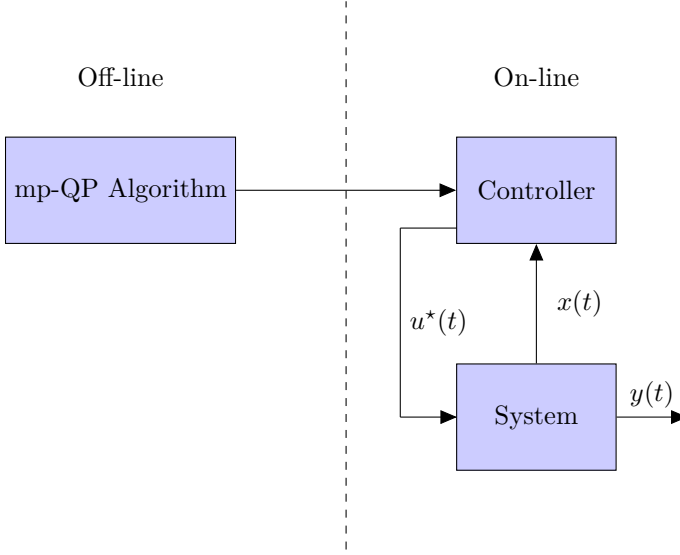 Off-line
On-line
mp-QP Algorithm
Controller
u⋆(t)
x(t)
System
y(t)